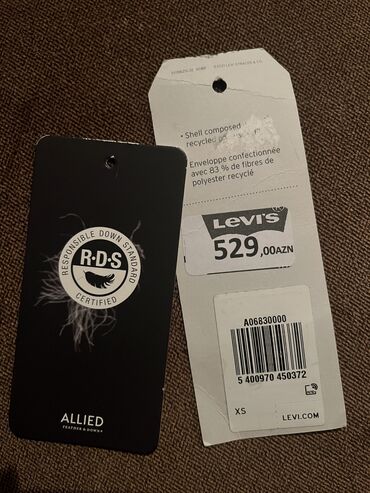 • Shell composed
recycled
Enveloppe confectionnée
avec 83 % de fibres de
polyester recyclé
LEVI'S
529,00AZN
A06830000
5 400970 450372
XS
LEVI.COM
RESPONSIBLE DOWN STANDARD
R·D·S
CERTIFIED
ALLIED
FEATHER & DOWN